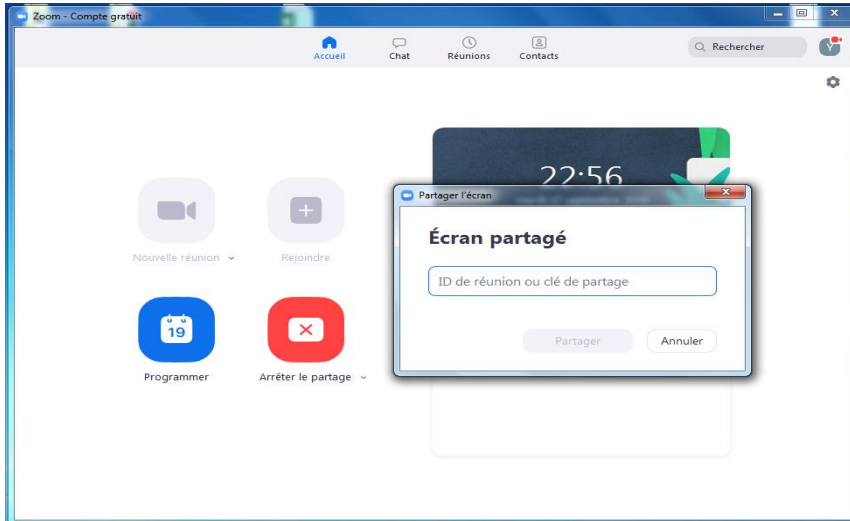 Zoom - Compte gratuit
Accueil
Chat
Réunions
Contacts
Rechercher
Y
22:56
Partager l'écran
Écran partagé
ID de réunion ou clé de partage
Partager
Annuler
Nouvelle réunion
Rejoindre
19
Programmer
Arrêter le partage